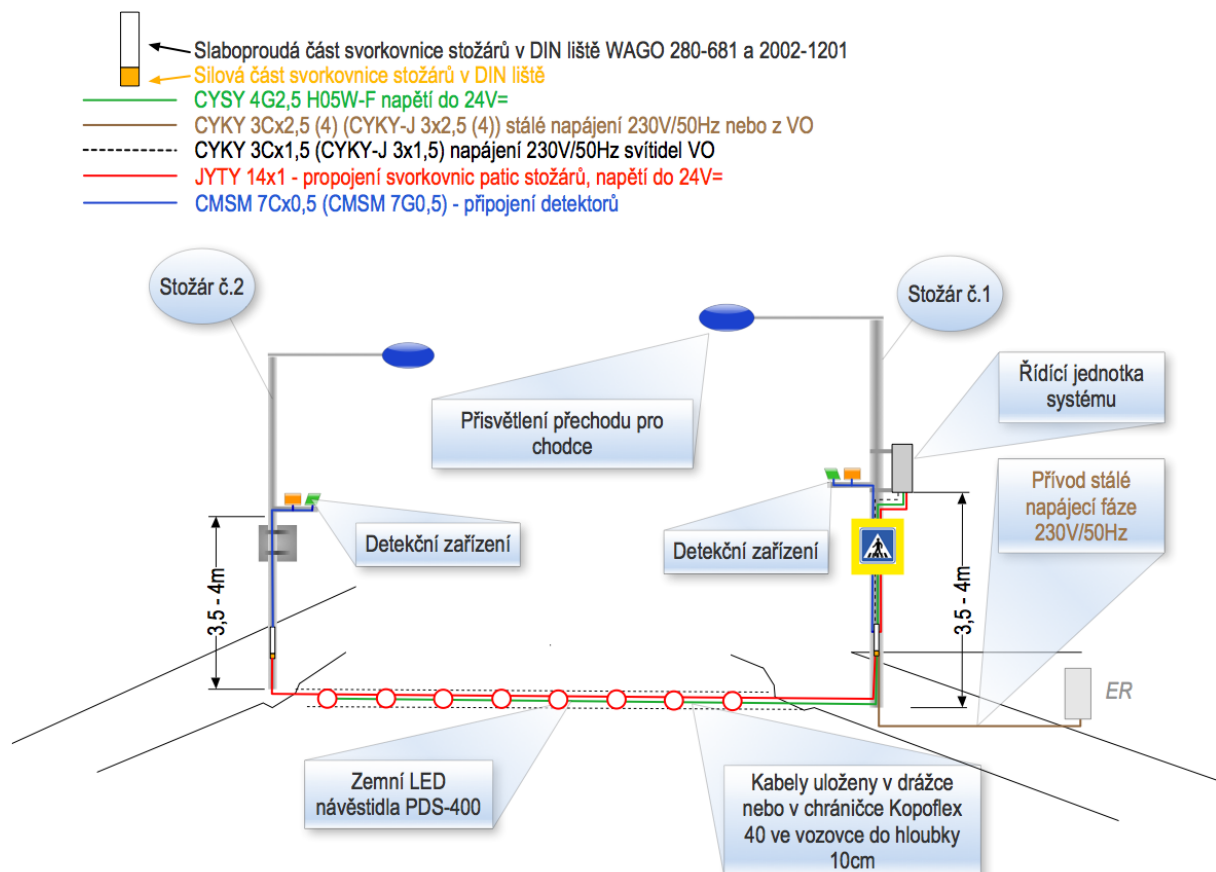 Slaboproudá část svorkovnice stožárů v DIN liště WAGO 280-681 a 2002-1201
Silová část svorkovnice stožárů v DIN liště
CYSY 4G2,5 H05W-F napětí do 24V=
CYKY 3Cx2,5 (4) (CYKY-J 3x2,5 (4)) stálé napájení 230V/50Hz nebo z VO
CYKY 3Cx1,5 (CYKY-J 3x1,5) napájení 230V/50Hz svítidel VO
JYTY 14x1 - propojení svorkovnic patic stožárů, napětí do 24V=
CMSM 7Cx0,5 (CMSM 7G0,5) - připojení detektorů
Stožár č.2
Stožár č.1
Řídící jednotka
systému
Přisvětlení přechodu pro
chodce
Přívod stálé
napájecí fáze
230V/50Hz
Detekční zařízení
Detekční zařízení
3,5 - 4m
3,5 - 4m
ER
Zemní LED
návěstidla PDS-400
Kabely uloženy v drážce
nebo v chráničce Kopoflex
40 ve vozovce do hloubky
10cm